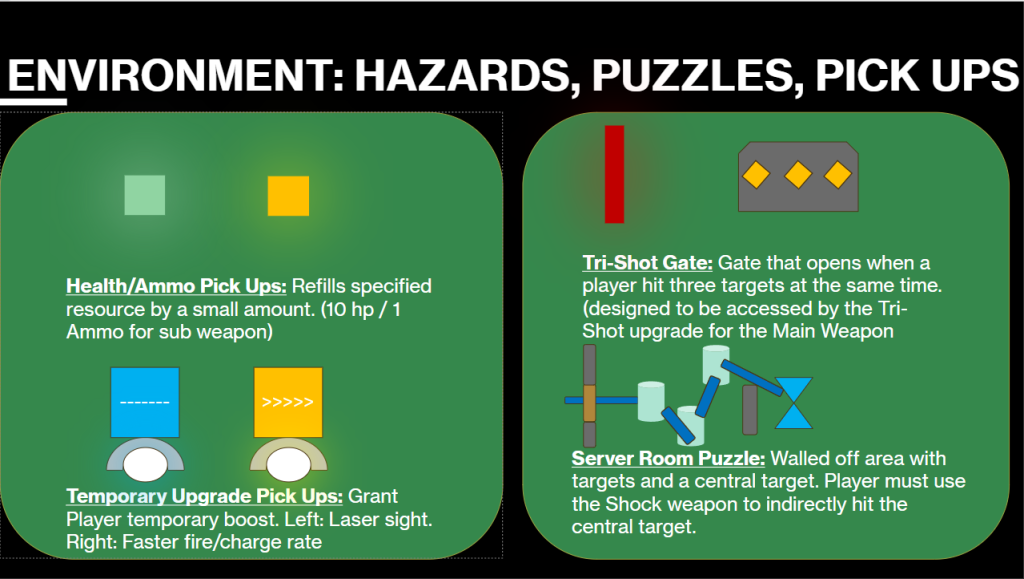 ENVIRONMENT: HAZARDS, PUZZLES, PICK UPS
Health/Ammo Pick Ups: Refills specified
resource by a small amount. (10 hp / 1
Ammo for sub weapon)
-------
>>>>>
Temporary Upgrade Pick Ups: Grant
Player temporary boost. Left: Laser sight.
Right: Faster fire/charge rate
Tri-Shot Gate: Gate that opens when a
player hit three targets at the same time.
(designed to be accessed by the Tri-
Shot upgrade for the Main Weapon
Server Room Puzzle: Walled off area with
targets and a central target. Player must use
the Shock weapon to indirectly hit the
central target.